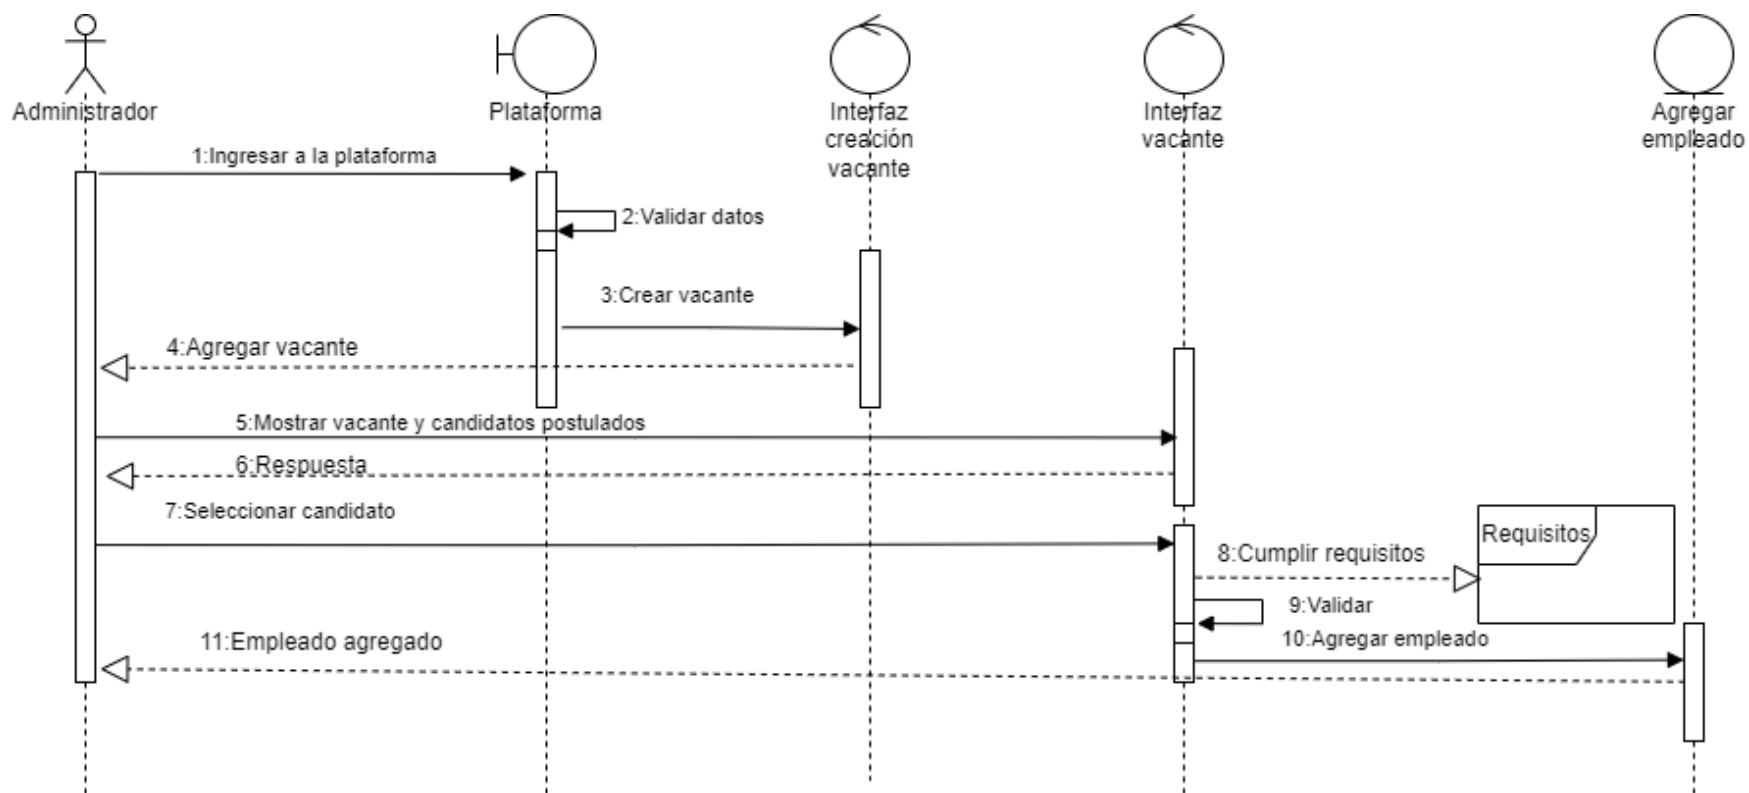 Administrador
Plataforma
Interfaz
creación
vacante
Interfaz
vacante
Agregar
empleado
1:Ingresar a la plataforma
2:Validar datos
3:Crear vacante
4:Agregar vacante
5:Mostrar vacante y candidatos postulados
6:Respuesta
7:Seleccionar candidato
Requisitos
8:Cumplir requisitos
9:Validar
10:Agregar empleado
11:Empleado agregado